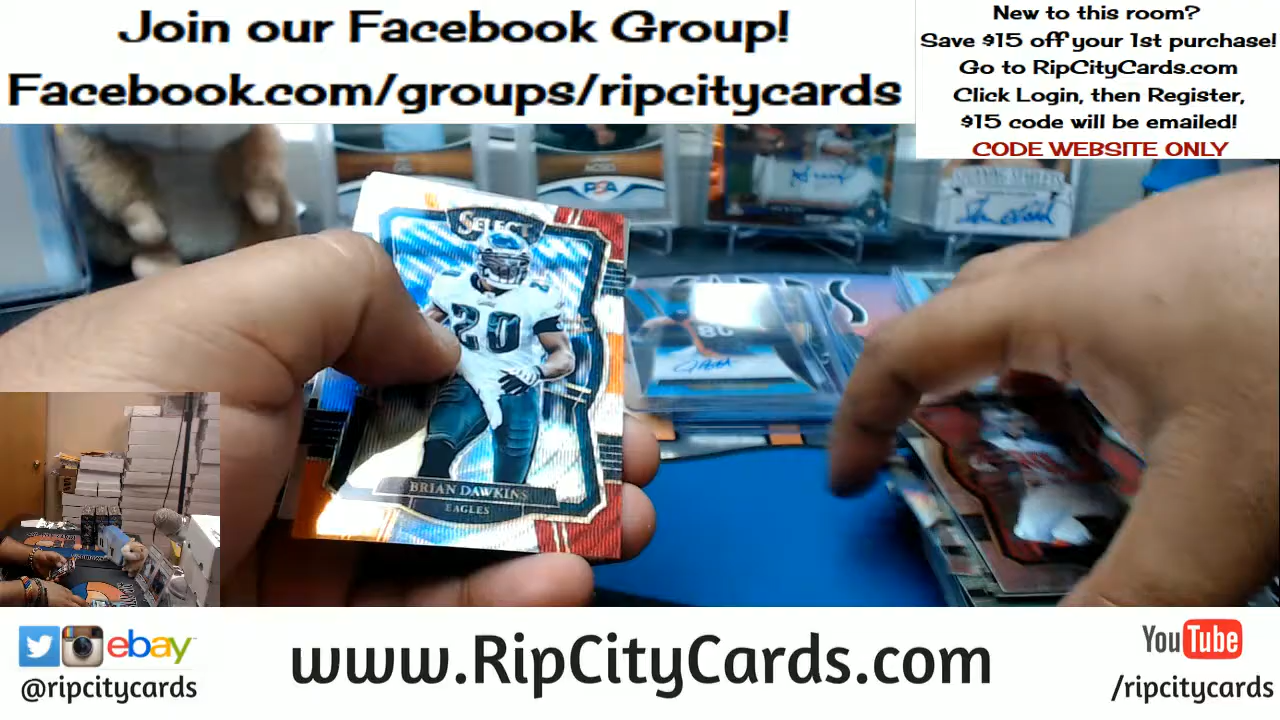 Join our Facebook Group!
Facebook.com/groups/ripcitycards
New to this room?
Save $15 off your 1st purchase!
Go to RipCityCards.com
Click Login, then Register,
$15 code will be emailed!
CODE WEBSITE ONLY
PSA
SELECT
20
BRIAN DAWKINS
EAGLES
ebay
@ripcitycards
www.RipCityCards.com
YouTube
/ripcitycards